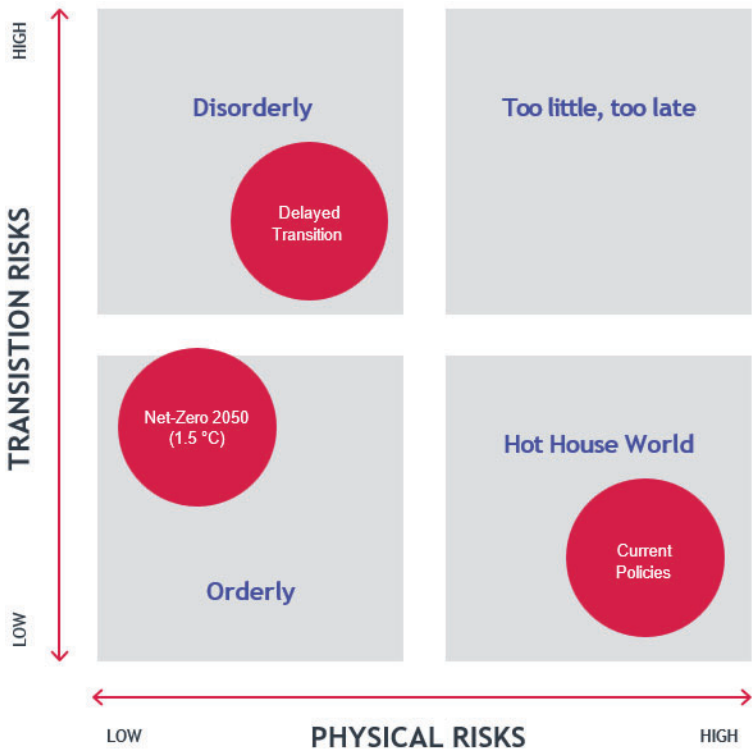 HIGH
TRANSISTION RISKS
LOW
Disorderly
Delayed
Transition
Too little, too late
Net-Zero 2050
(1.5 °C)
Orderly
Hot House World
Current
Policies
LOW
PHYSICAL RISKS
HIGH